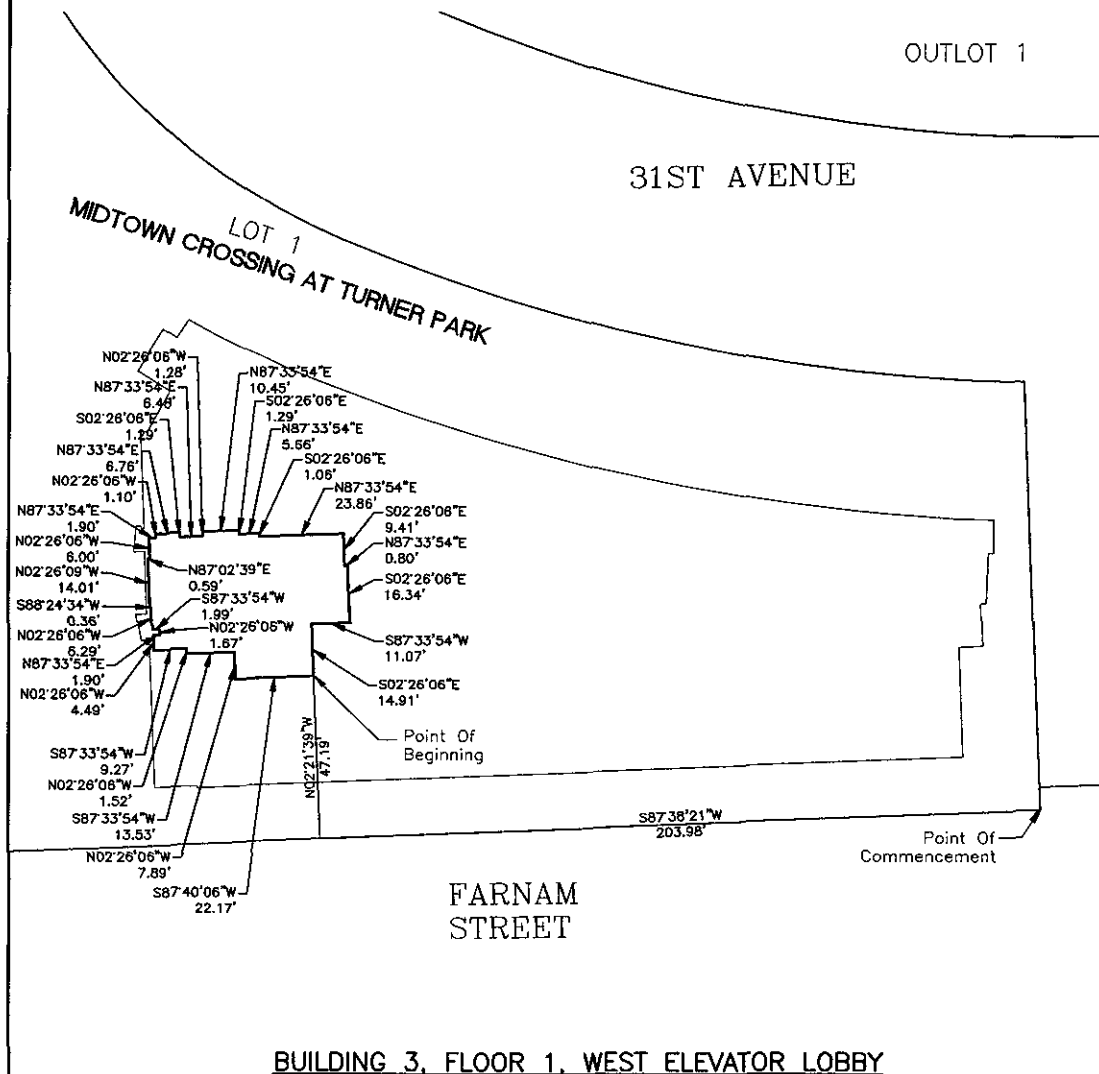 OUTLOT 1
31ST AVENUE
LOT 1
MIDTOWN CROSSING AT TURNER PARK
N02°26'06"W
1.28'
N87°33'54"E
6.48'
S02°26'06"E
1.29'
N87°33'54"E
6.76'
N02°26'06"W
1.10'
N87°33'54"E
1.90'
N02°26'06"W
6.00'
N02°26'09"W
14.01'
S88°24'34"W
0.36'
N02°26'06"W
6.29'
N87°33'54"E
1.90'
N02°26'06"W
4.49'
N87°33'54"E
10.45'
S02°26'06"E
1.29'
N87°33'54"E
5.66'
S02°26'06"E
1.06'
N87°33'54"E
23.86'
S02°26'06"E
9.41'
N87°33'54"E
0.80'
S02°26'06"E
16.34'
N87°02'39"E
0.59'
S87°33'54"W
1.99'
N02°26'06"W
1.67'
S87°33'54"W
11.07'
S02°26'06"E
14.91'
Point Of
Beginning
N02°21'39"W
47.19'
S87°33'54"W
9.27'
N02°26'06"W
1.52'
S87°33'54"W
13.53'
N02°26'06"W
7.89'
S87°40'06"W
22.17'
S87°38'21"W
203.98'
Point Of
Commencement
FARNAM
STREET
BUILDING 3, FLOOR 1, WEST ELEVATOR LOBBY